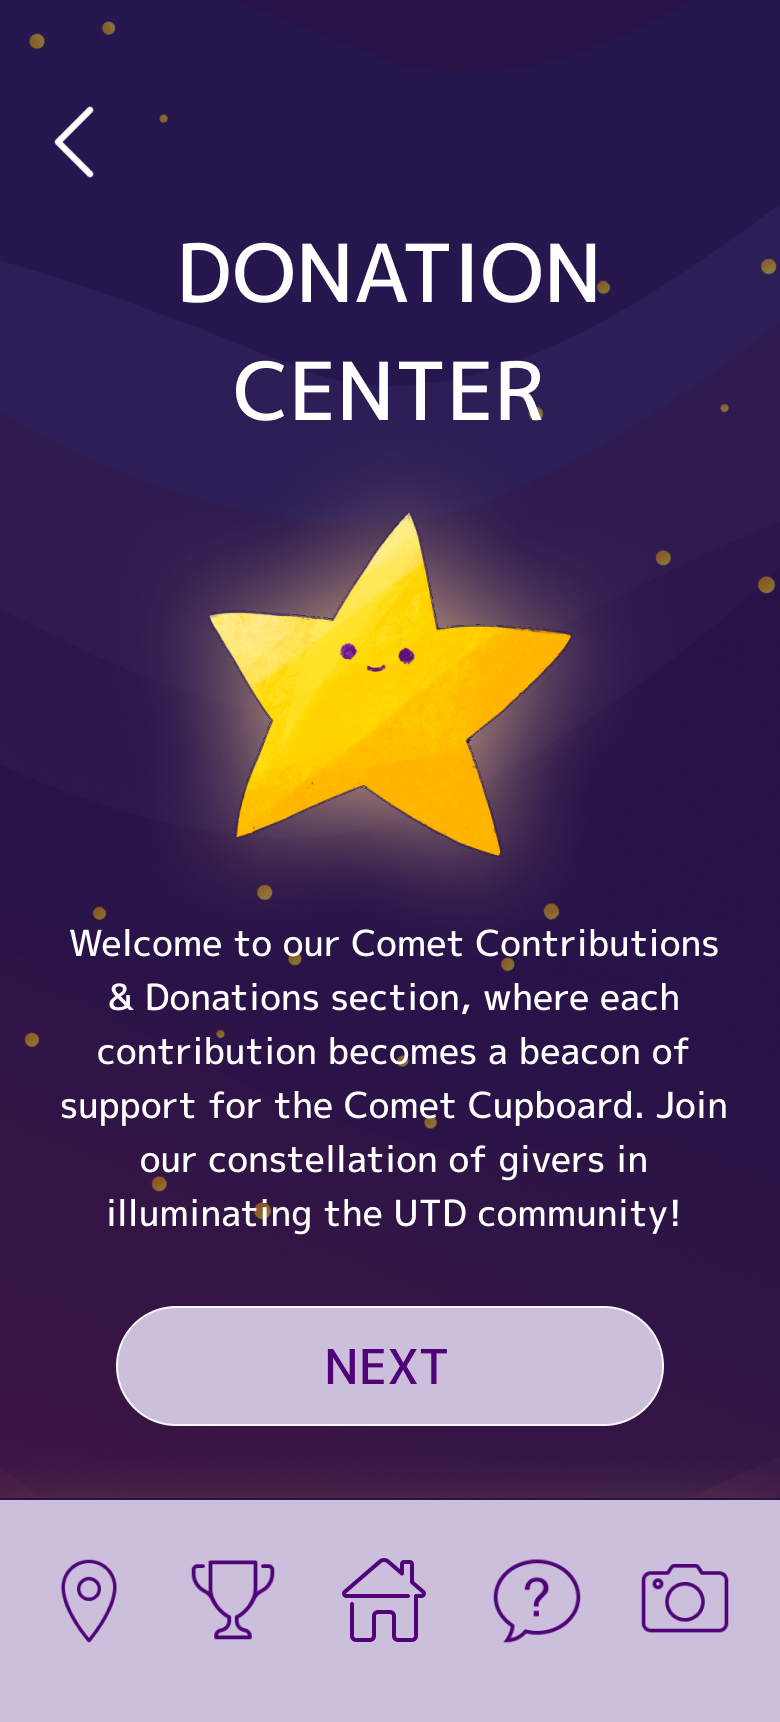 DONATION
CENTER
Welcome to our Comet Contributions
& Donations section, where each
contribution becomes a beacon of
support for the Comet Cupboard. Join
our constellation of givers in
illuminating the UTD community!
NEXT
?